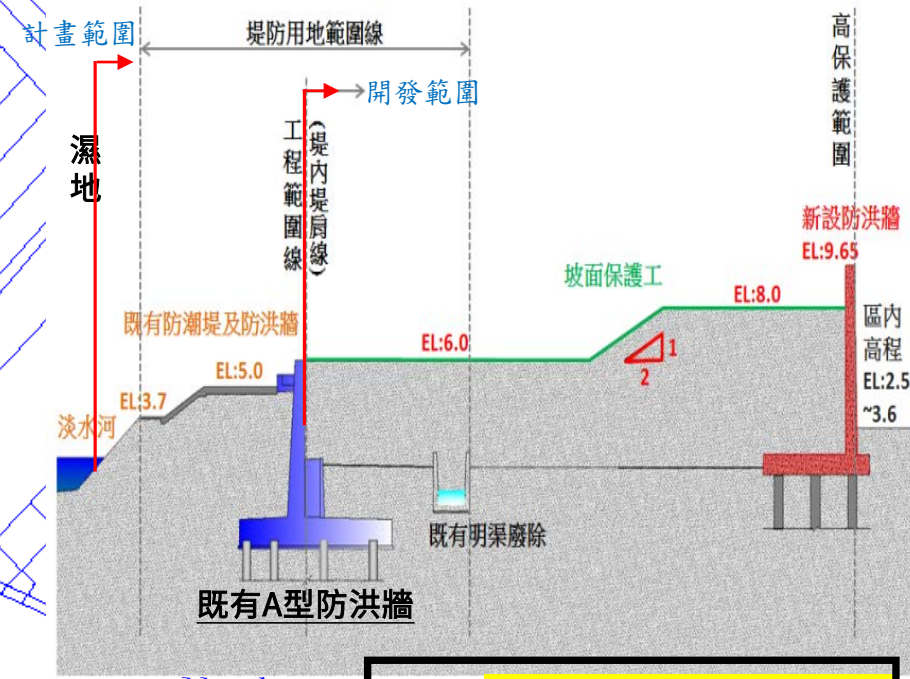 計畫範圍
堤防用地範圍線
高保護範圍
開發範圍
濕地
工程範圍線
(堤內堤肩線)
新設防洪牆
EL:9.65
坡面保護工
EL:8.0
既有防潮堤及防洪牆
區內
高程
EL:2.5
~3.6
EL:6.0
1
2
EL:5.0
EL:3.7
淡水河
既有明渠廢除
既有A型防洪牆